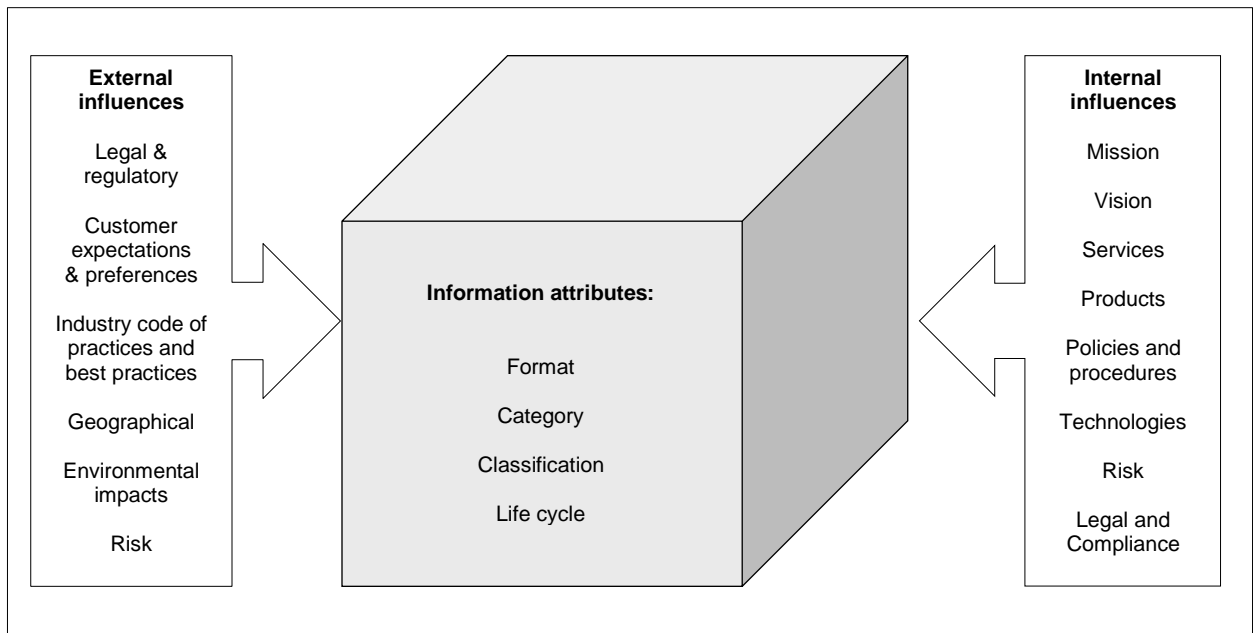 External
influences
Legal &
regulatory
Customer
expectations
& preferences
Industry code of
practices and
best practices
Geographical
Environmental
impacts
Risk
Information attributes:
Format
Category
Classification
Life cycle
Internal
influences
Mission
Vision
Services
Products
Policies and
procedures
Technologies
Risk
Legal and
Compliance